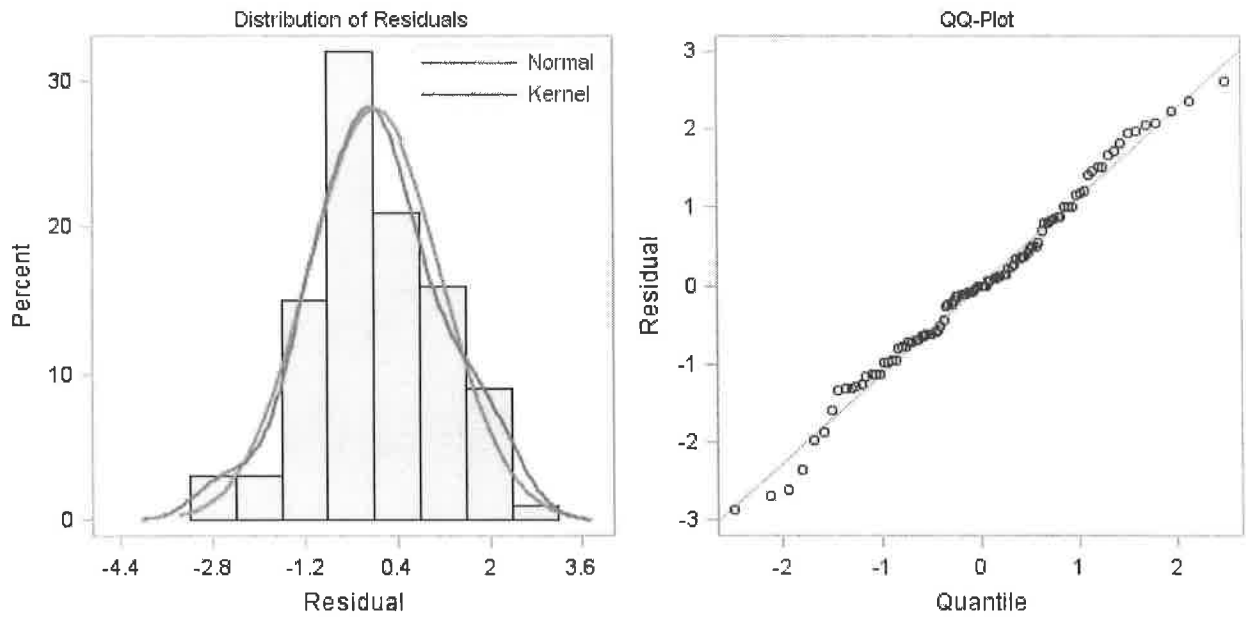 Distribution of Residuals
Normal
Kernel
Percent
30
20
10
0
-4.4 -2.8 -1.2 0.4 2 3.6
Residual
QQ-Plot
Residual
3
2
1
0
-1
-2
-3
-2 -1 0 1 2
Quantile